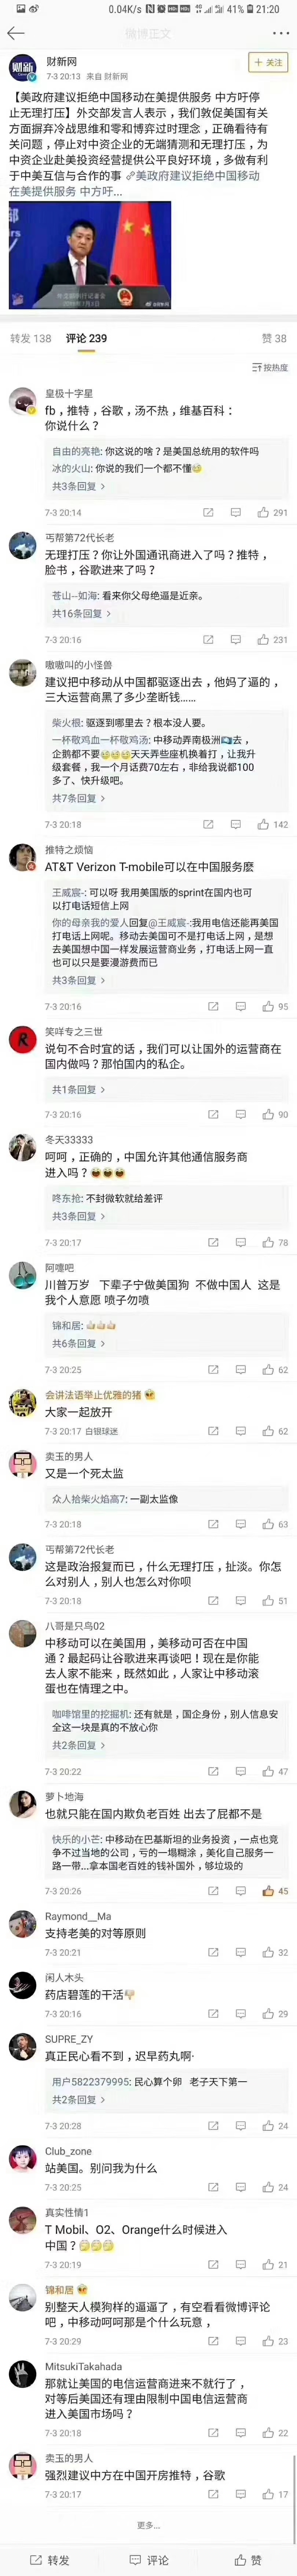 0.04K/s 41% 21:20
微博正文
财新网
7-3 20:13 来自 财新网
+ 关注
【美政府建议拒绝中国移动在美提供服务 中方吁停
止无理打压】外交部发言人表示，我们敦促美国有关
方面摒弃冷战思维和零和博弈过时理念，正确看待有
关问题，停止对中资企业的无端猜测和无理打压，为
中资企业赴美投资经营提供公平良好环境，多做有利
于中美互信与合作的事 美政府建议拒绝中国移动
在美提供服务 中方吁...
转发 138 评论 239 赞 38
按热度
皇极十字星
fb，推特，谷歌，汤不热，维基百科：
你说什么？
自由的亮艳: 你这说的啥？是美国总统用的软件吗
冰的火山: 你说的我们一个都不懂
共3条回复 >
7-3 20:14 291
丐帮第72代长老
无理打压？你让外国通讯商进入了吗？推特，
脸书，谷歌进来了吗？
苍山--如海: 看来你父母绝逼是近亲。
共16条回复 >
7-3 20:16 231
嗷嗷叫的小怪兽
建议把中移动从中国都驱逐出去，他妈了逼的，
三大运营商黑了多少垄断钱......
柴火根: 驱逐到哪里去？根本没人要。
一杯敬鸡血一杯敬鸡汤: 中移动弄南极洲去，
企鹅都不要天天弄些座机换着打，让我升
级套餐，我一个月话费70左右，非给我说都100
多了、快升级吧。
共7条回复 >
7-3 20:18 142
推特之烦恼
AT&T Verizon T-mobile可以在中国服务麽
王威宸-: 可以呀 我用美国版的sprint在国内也可
以打电话短信上网
你的母亲我的爱人回复@王威宸-:我用电信还能再美国
打电话上网呢。移动去美国可不是打电话上网，是想
去美国想中国一样发展运营商业务，打电话上网一直
也可以只是要漫游费而已
共3条回复 >
7-3 20:16 95
笑咩专之三世
说句不合时宜的话，我们可以让国外的运营商在
国内做吗？那怕国内的私企。
共1条回复 >
7-3 20:16 90
冬天33333
呵呵，正确的，中国允许其他通信服务商
进入吗？
咚东抢: 不封微软就给差评
共3条回复 >
7-3 20:17 78
阿嚏吧
川普万岁 下辈子宁做美国狗 不做中国人 这是
我个人意愿 喷子勿喷
锦和居:
共6条回复 >
7-3 20:25 62
会讲法语举止优雅的猪
大家一起放开
7-3 20:17 白银球迷 62
卖玉的男人
又是一个死太监
众人拾柴火焰高7: 一副太监像
7-3 20:18 63
丐帮第72代长老
这是政治报复而已，什么无理打压，扯淡。你怎
么对别人，别人也怎么对你呗
7-3 20:18 51
八哥是只鸟02
中移动可以在美国用，美移动可否在中国
通？最起码让谷歌进来再谈吧！现在是你能
去人家不能来，既然如此，人家让中移动滚
蛋也在情理之中。
咖啡馆里的挖掘机: 还有就是，国企身份，别人信息安
全这一块是真的不放心你
共2条回复 >
7-3 20:22 47
萝卜地海
也就只能在国内欺负老百姓 出去了屁都不是
快乐的小芒: 中移动在巴基斯坦的业务投资，一点也竞
争不过当地的公司，亏的一塌糊涂，美化自己服务一
路一带...拿本国老百姓的钱补国外，够垃圾的
7-3 20:26 45
Raymond__Ma
支持老美的对等原则
7-3 20:21 32
闲人木头
药店碧莲的干活
7-3 20:16 29
SUPRE_ZY
真正民心看不到，迟早药丸啊·
用户5822379995: 民心算个卵 老子天下第一
共2条回复 >
7-3 20:28 24
Club_zone
站美国。别问我为什么
7-3 20:25 24
真实性情1
T Mobil、O2、Orange什么时候进入
中国？
7-3 20:19 21
锦和居
别整天人模狗样的逼逼了，有空看看微博评论
吧，中移动呵呵那是个什么玩意，
7-3 20:29 23
MitsukiTakahada
那就让美国的电信运营商进来不就行了，
对等后美国还有理由限制中国电信运营商
进入美国市场吗？
7-3 20:18 22
卖玉的男人
强烈建议中方在中国开房推特，谷歌
7-3 20:17 17
更多...
转发 评论 赞